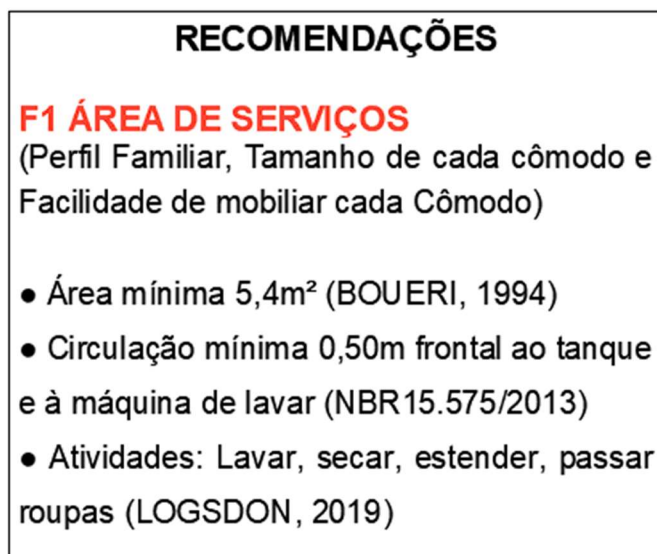 RECOMENDAÇÕES
F1 ÁREA DE SERVIÇOS
(Perfil Familiar, Tamanho de cada cômodo e
Facilidade de mobiliar cada Cômodo)
● Área mínima 5,4m² (BOUERI, 1994)
● Circulação mínima 0,50m frontal ao tanque
e à máquina de lavar (NBR15.575/2013)
● Atividades: Lavar, secar, estender, passar
roupas (LOGSDON, 2019)